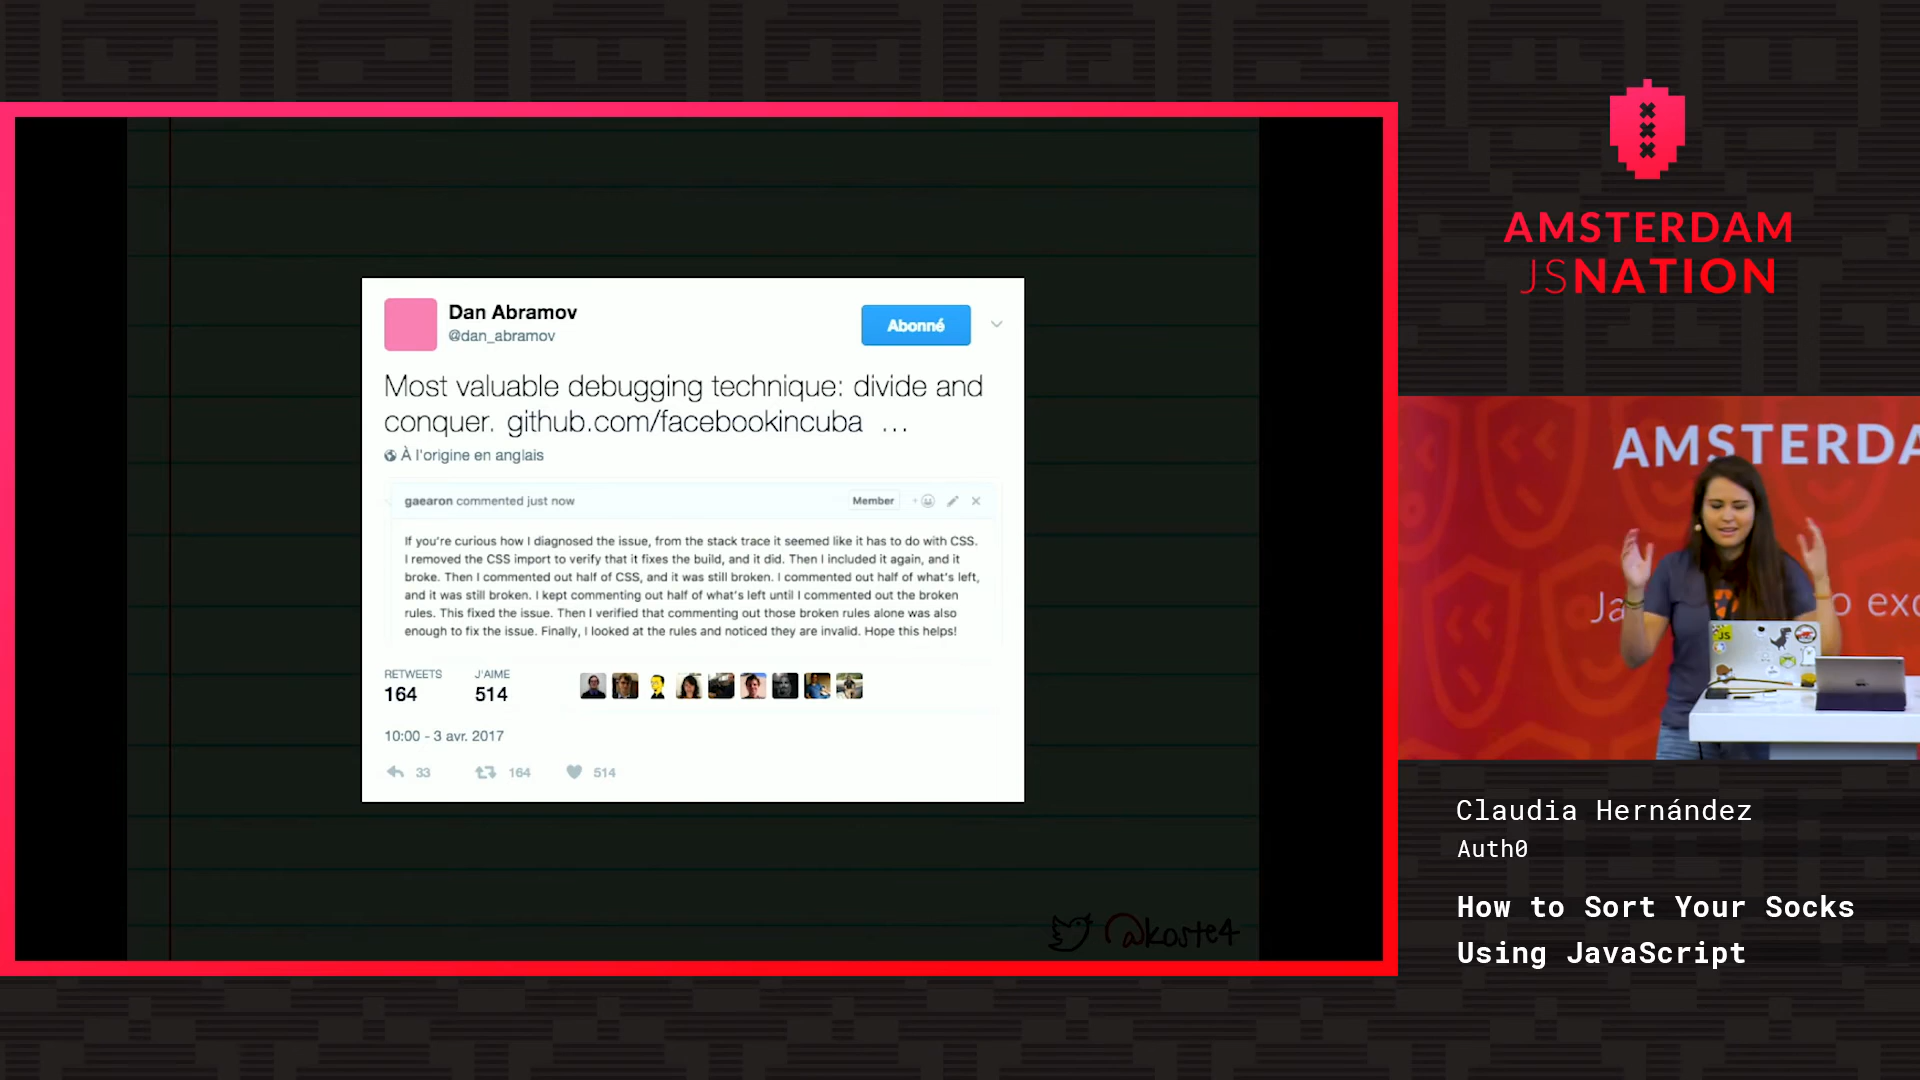 Dan Abramov
@dan_abramov
Abonné
Most valuable debugging technique: divide and
conquer. github.com/facebookincuba ...
À l'origine en anglais
gaearon commented just now
Member
If you're curious how I diagnosed the issue, from the stack trace it seemed like it has to do with CSS.
I removed the CSS import to verify that it fixes the build, and it did. Then I included it again, and it
broke. Then I commented out half of CSS, and it was still broken. I commented out half of what's left,
and it was still broken. I kept commenting out half of what's left until I commented out the broken
rules. This fixed the issue. Then I verified that commenting out those broken rules alone was also
enough to fix the issue. Finally, I looked at the rules and noticed they are invalid. Hope this helps!
RETWEETS
164
J'AIME
514
10:00 - 3 avr. 2017
33
164
514
@koste4
AMSTERDAM
JSNATION
AMSTERDA
Ja
o exc
JS
Claudia Hernández
Auth0
How to Sort Your Socks
Using JavaScript